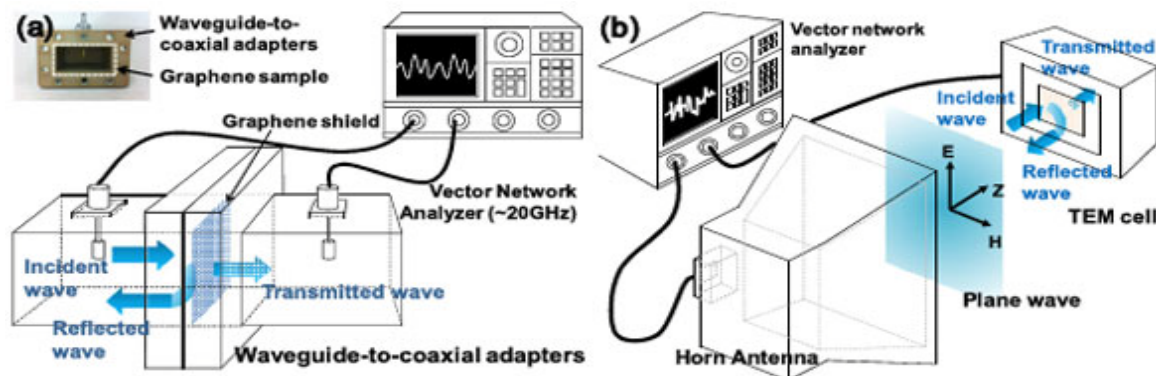 (a)
Waveguide-to-
coaxial adapters
Graphene sample
Graphene shield
Vector Network
Analyzer (~20GHz)
Incident
wave
Transmitted wave
Reflected
wave
Waveguide-to-coaxial adapters
(b)
Vector network
analyzer
Transmitted
wave
Incident
wave
Reflected
wave
E
Z
H
TEM cell
Plane wave
Horn Antenna